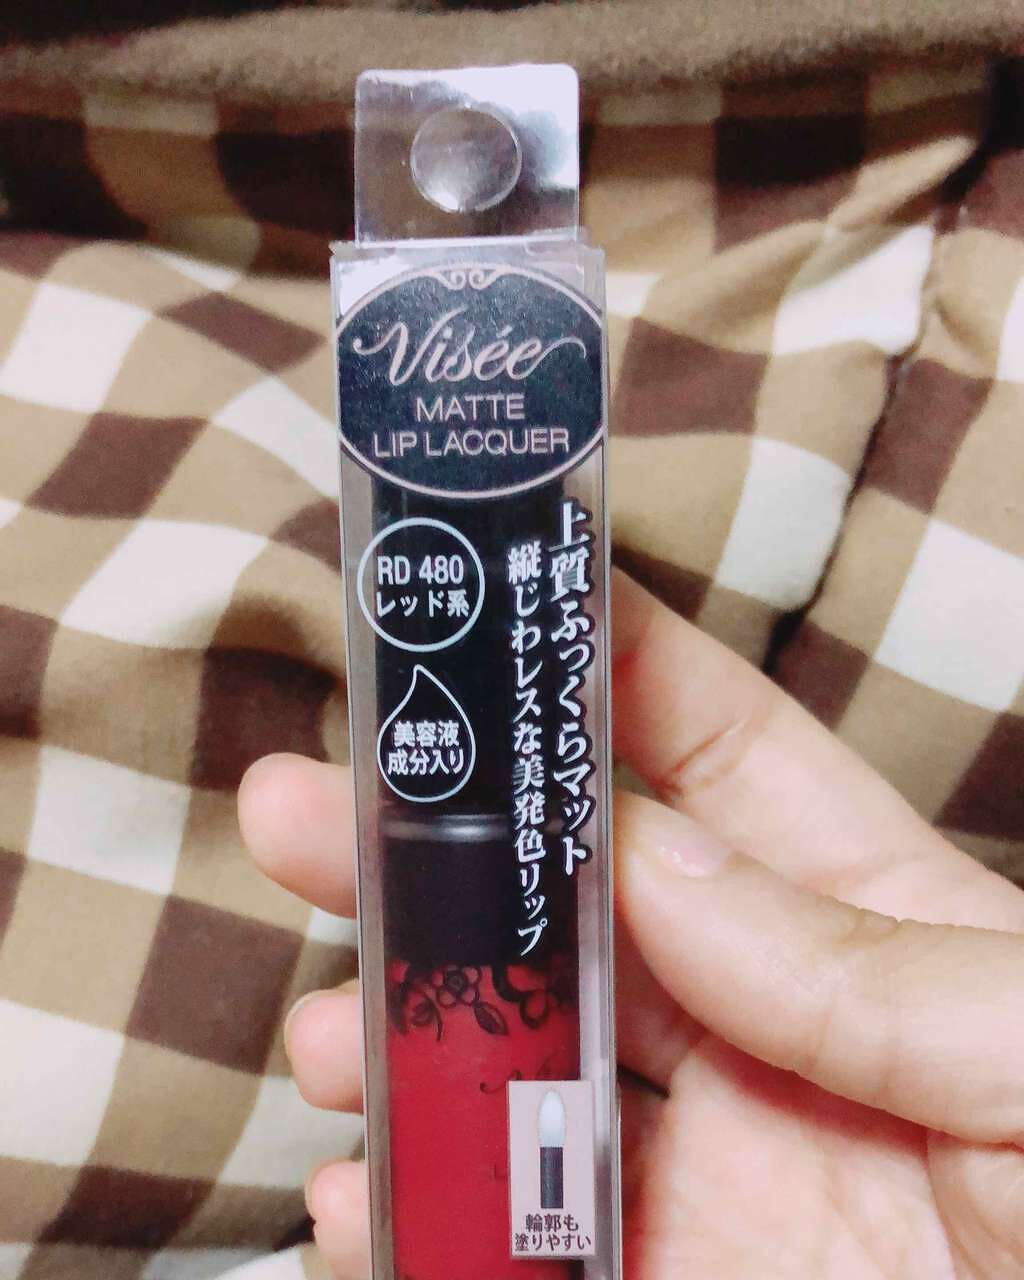 Visée
MATTE
LIP LACQUER
RD 480
レッド系
美容液
成分入り
上質ふっくらマット
縦じわレスな美発色リップ
輪郭も
塗りやすい